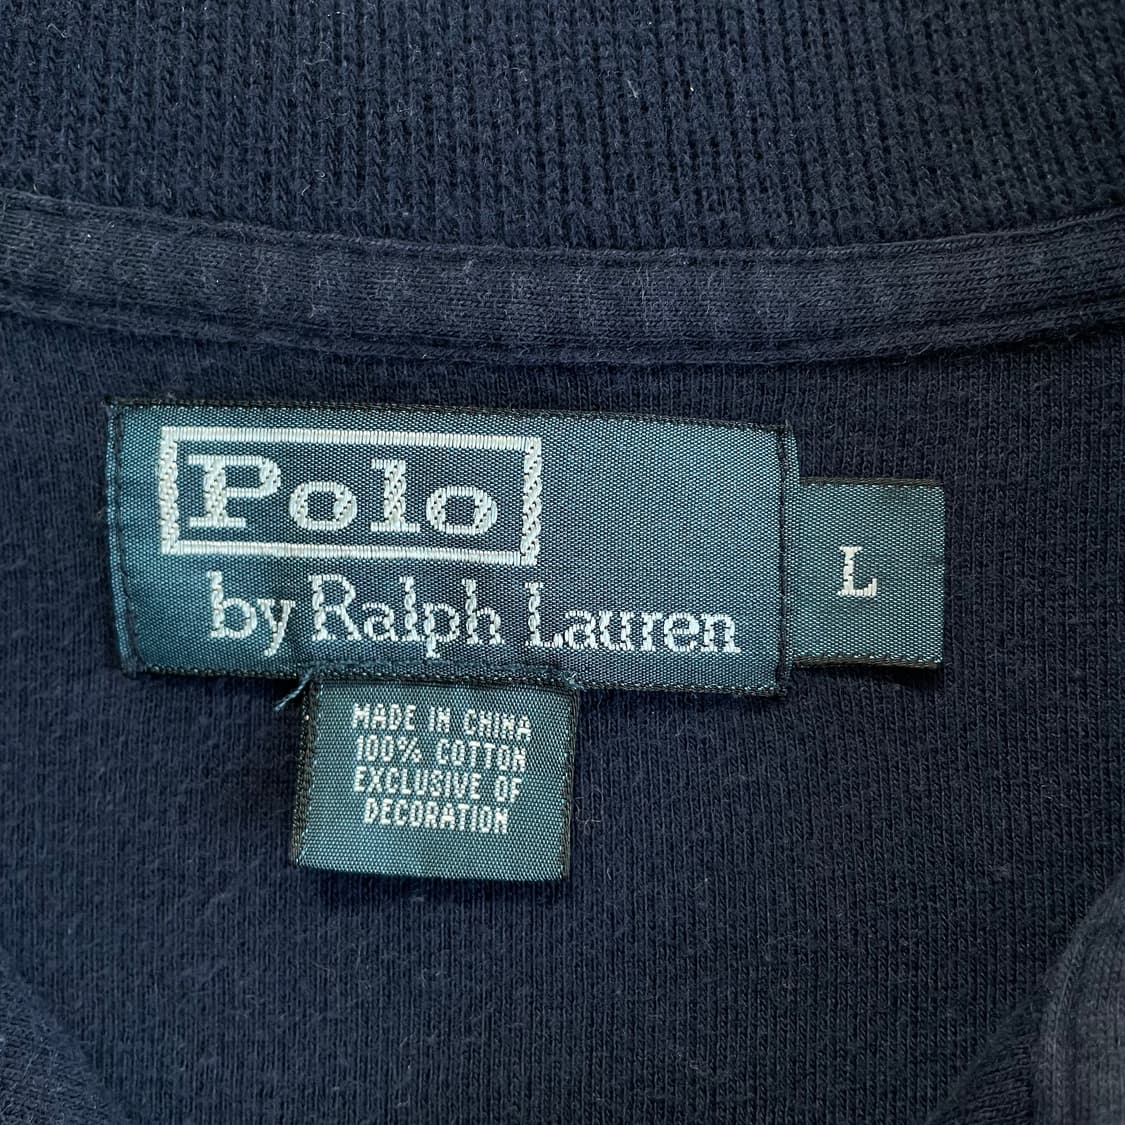 Polo
by Ralph Lauren
L
MADE IN CHINA
100% COTTON
EXCLUSIVE OF
DECORATION